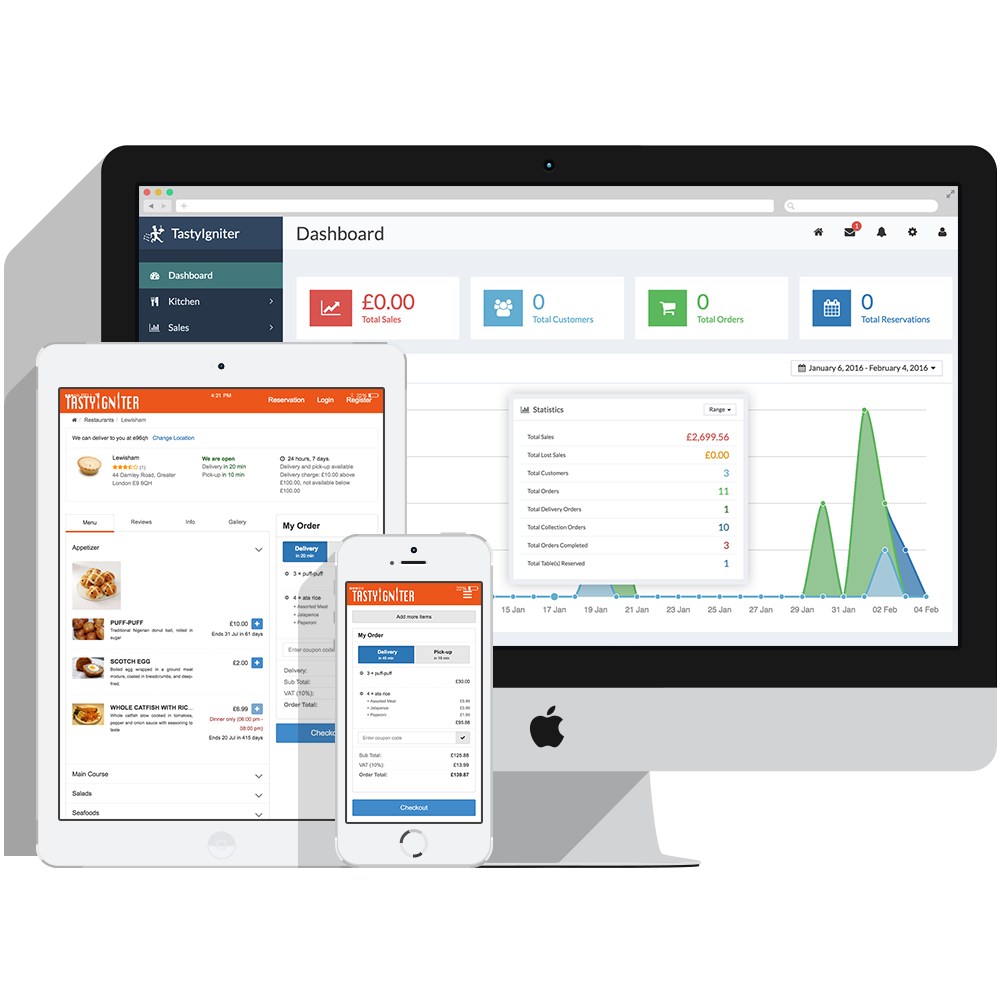 TastyIgniter
Dashboard
1
Dashboard
Kitchen
Sales
£0.00
Total Sales
0
Total Customers
0
Total Orders
0
Total Reservations
January 6, 2016 - February 4, 2016
Statistics
Range
Total Sales £2,699.56
Total Lost Sales £0.00
Total Customers 3
Total Orders 11
Total Delivery Orders 1
Total Collection Orders 10
Total Orders Completed 3
Total Table(s) Reserved 1
15 Jan 17 Jan 19 Jan 21 Jan 23 Jan 25 Jan 27 Jan 29 Jan 31 Jan 02 Feb 04 Feb
4:21 PM 22%
TASTYIGNITER
Reservation Login Register
/ Restaurants / Lewisham
We can deliver to you at e96qh Change Location
Lewisham
(1)
44 Darnley Road, Greater
London E9 6QH
We are open
Delivery in 20 min
Pick-up in 10 min
24 hours, 7 days.
Delivery and pick-up available
Delivery charge: £10.00 above
£100.00, not available below
£100.00
Menu Reviews Info Gallery
Appetizer
PUFF-PUFF £10.00
Traditional Nigerian donut ball, rolled in
sugar
Ends 31 Jul in 61 days
SCOTCH EGG £2.00
Boiled egg wrapped in a ground meat
mixture, coated in breadcrumbs, and deep-
fried.
WHOLE CATFISH WITH RIC... £6.99
Whole catfish slow cooked in tomatoes,
pepper and onion sauce with seasoning to
taste
Dinner only (06:00 pm -
08:00 pm)
Ends 20 Jul in 415 days
Main Course
Salads
Seafoods
My Order
Delivery
in 20 min
3 × puff-puff
4 × ata rice
+ Assorted Meat
+ Jalapenos
+ Peperoni
Enter coupon code
Delivery:
Sub Total:
VAT (10%):
Order Total:
Checko
22%
TASTYIGNITER
Add more items
My Order
Delivery
in 45 min
Pick-up
in 15 min
3 × puff-puff
£30.00
4 × ata rice
+ Assorted Meat £5.99
+ Jalapenos £3.99
+ Peperoni £1.99
£95.88
Enter coupon code
Sub Total: £125.88
VAT (10%): £13.99
Order Total: £139.87
Checkout